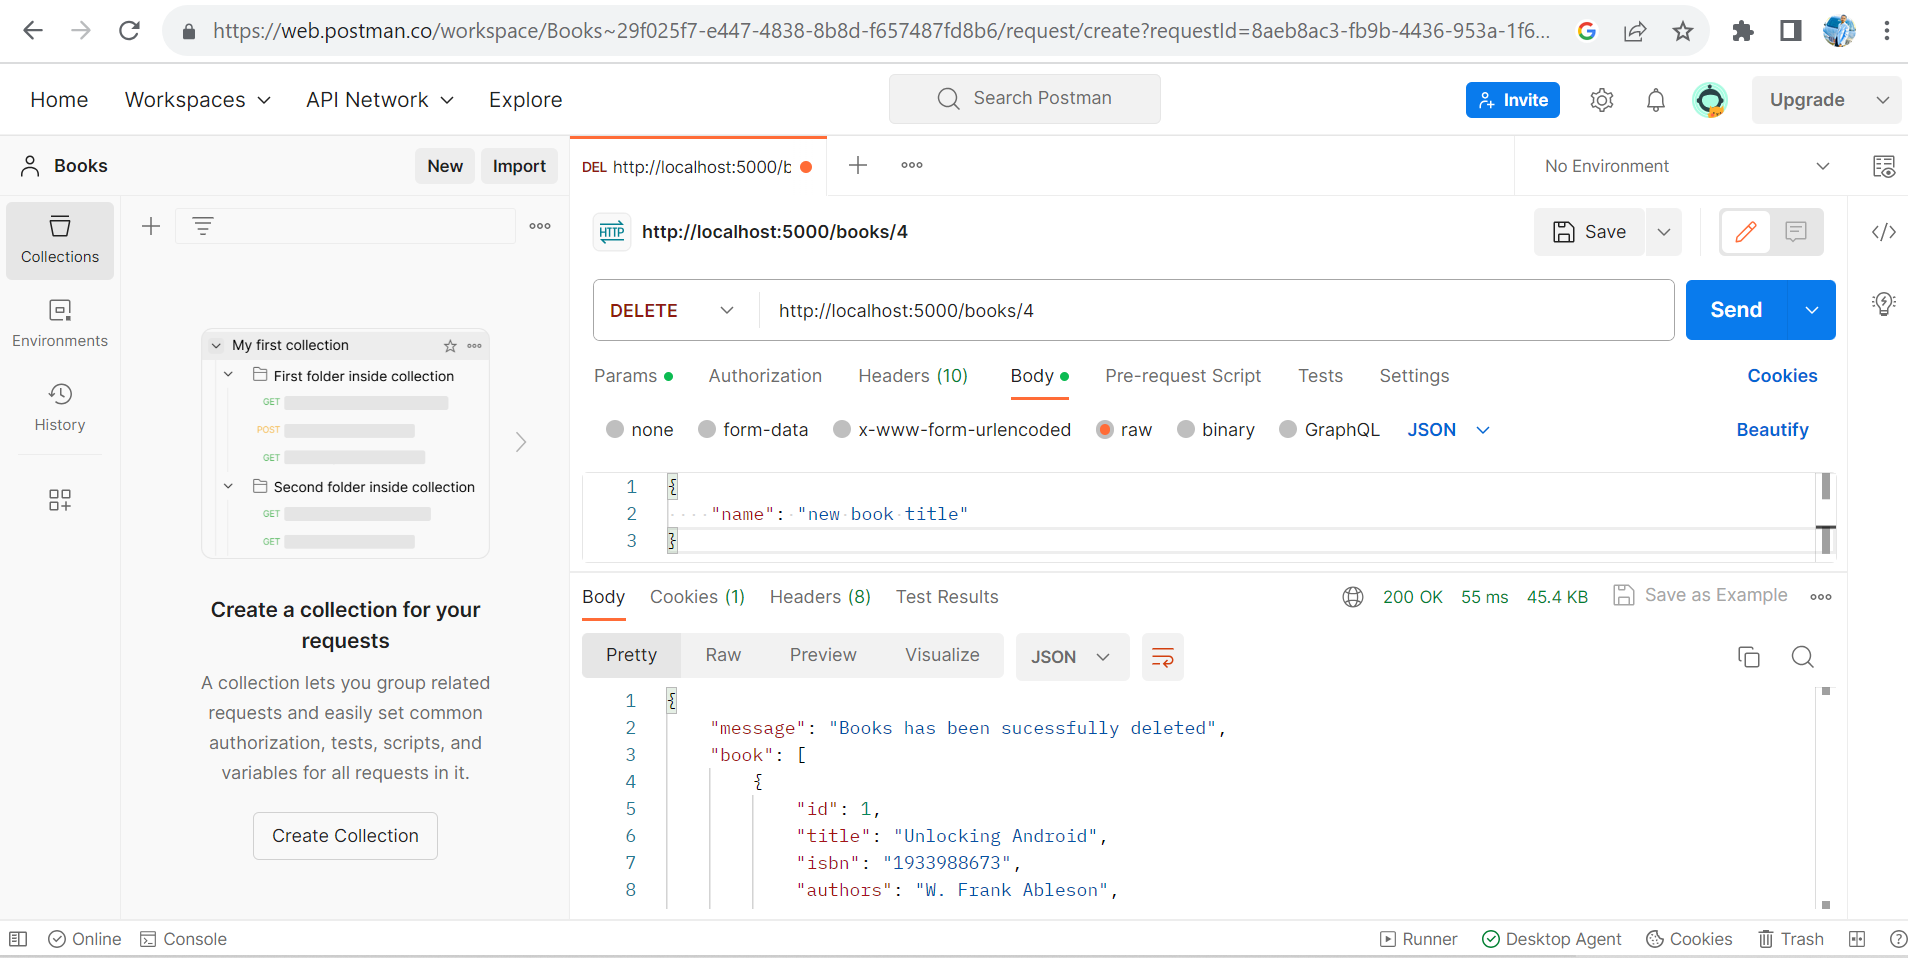 https://web.postman.co/workspace/Books~29f025f7-e447-4838-8b8d-f657487fd8b6/request/create?requestId=8aeb8ac3-fb9b-4436-953a-1f6...
Home Workspaces API Network Explore Search Postman Invite Upgrade
Books New Import DEL http://localhost:5000/b No Environment
HTTP http://localhost:5000/books/4 Save
Collections
Environments
History
My first collection
First folder inside collection
GET
POST
GET
Second folder inside collection
GET
GET
Create a collection for your
requests
A collection lets you group related
requests and easily set common
authorization, tests, scripts, and
variables for all requests in it.
Create Collection
DELETE http://localhost:5000/books/4 Send
Params Authorization Headers (10) Body Pre-request Script Tests Settings Cookies
none form-data x-www-form-urlencoded raw binary GraphQL JSON Beautify
1 {
2 "name": "new book title"
3 }
Body Cookies (1) Headers (8) Test Results 200 OK 55 ms 45.4 KB Save as Example
Pretty Raw Preview Visualize JSON
1 {
2 "message": "Books has been sucessfully deleted",
3 "book": [
4 {
5 "id": 1,
6 "title": "Unlocking Android",
7 "isbn": "1933988673",
8 "authors": "W. Frank Ableson",
Online Console Runner Desktop Agent Cookies Trash